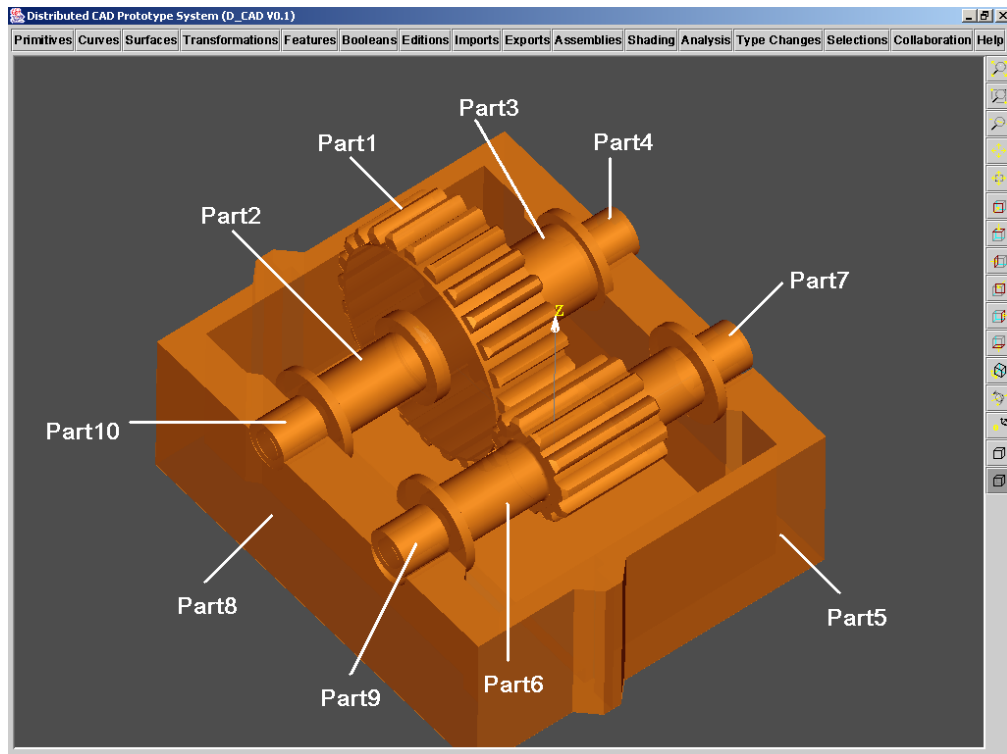 Distributed CAD Prototype System (D_CAD V0.1)
Primitives Curves Surfaces Transformations Features Booleans Editions Imports Exports Assemblies Shading Analysis Type Changes Selections Collaboration Help
Part3
Part1
Part4
Part2
Part7
Z
Part10
Part8
Part5
Part6
Part9